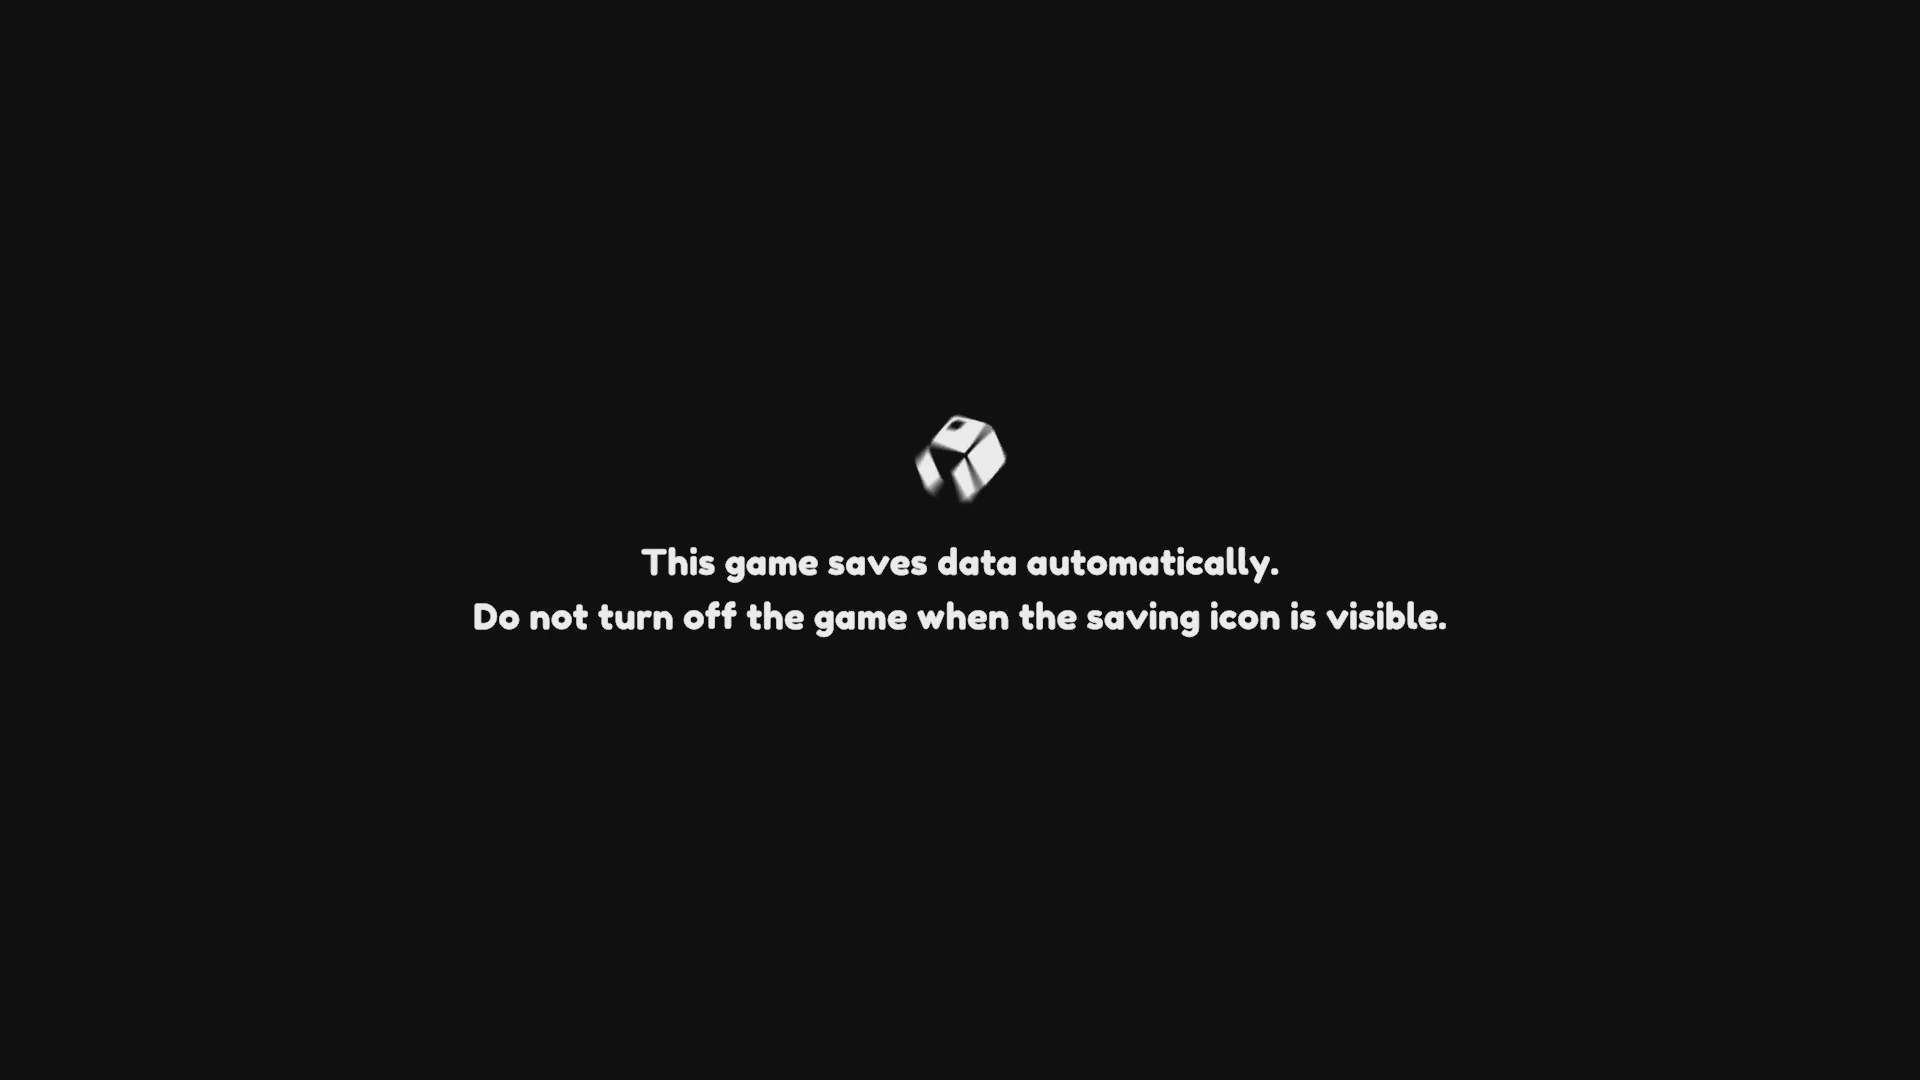 This game saves data automatically.
Do not turn off the game when the saving icon is visible.